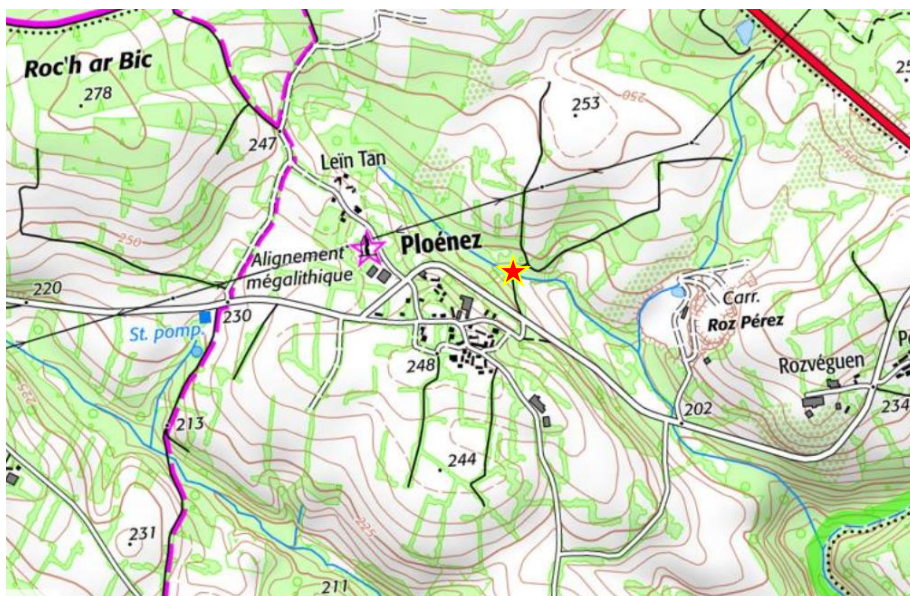 Roc'h ar Bic
278
253
250
25
247
250
Leïn Tan
250
Alignement
mégalithique
Ploénez
220
230
St. pomp.
Carr.
Roz Pérez
Rozvéguen
248
202
234
213
225
244
225
231
211